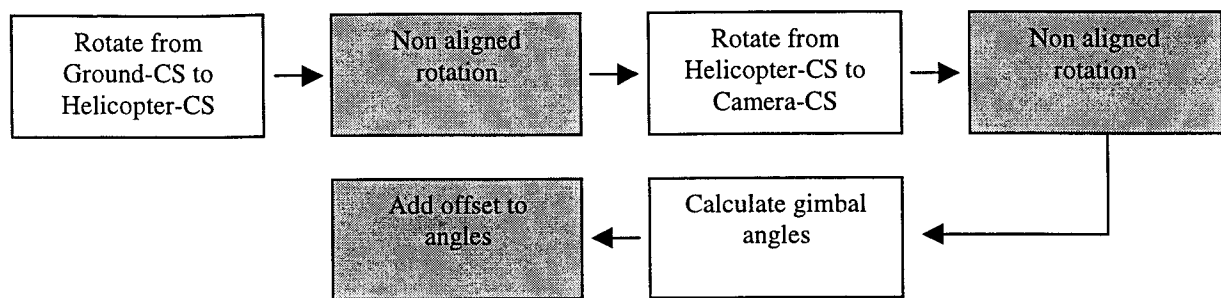 Rotate from
Ground-CS to
Helicopter-CS
Non aligned
rotation
Rotate from
Helicopter-CS to
Camera-CS
Non aligned
rotation
Calculate gimbal
angles
Add offset to
angles